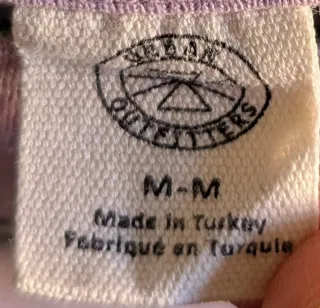 URBAN
OUTFITTERS
M-M
Made in Turkey
Fabriqué en Turquie